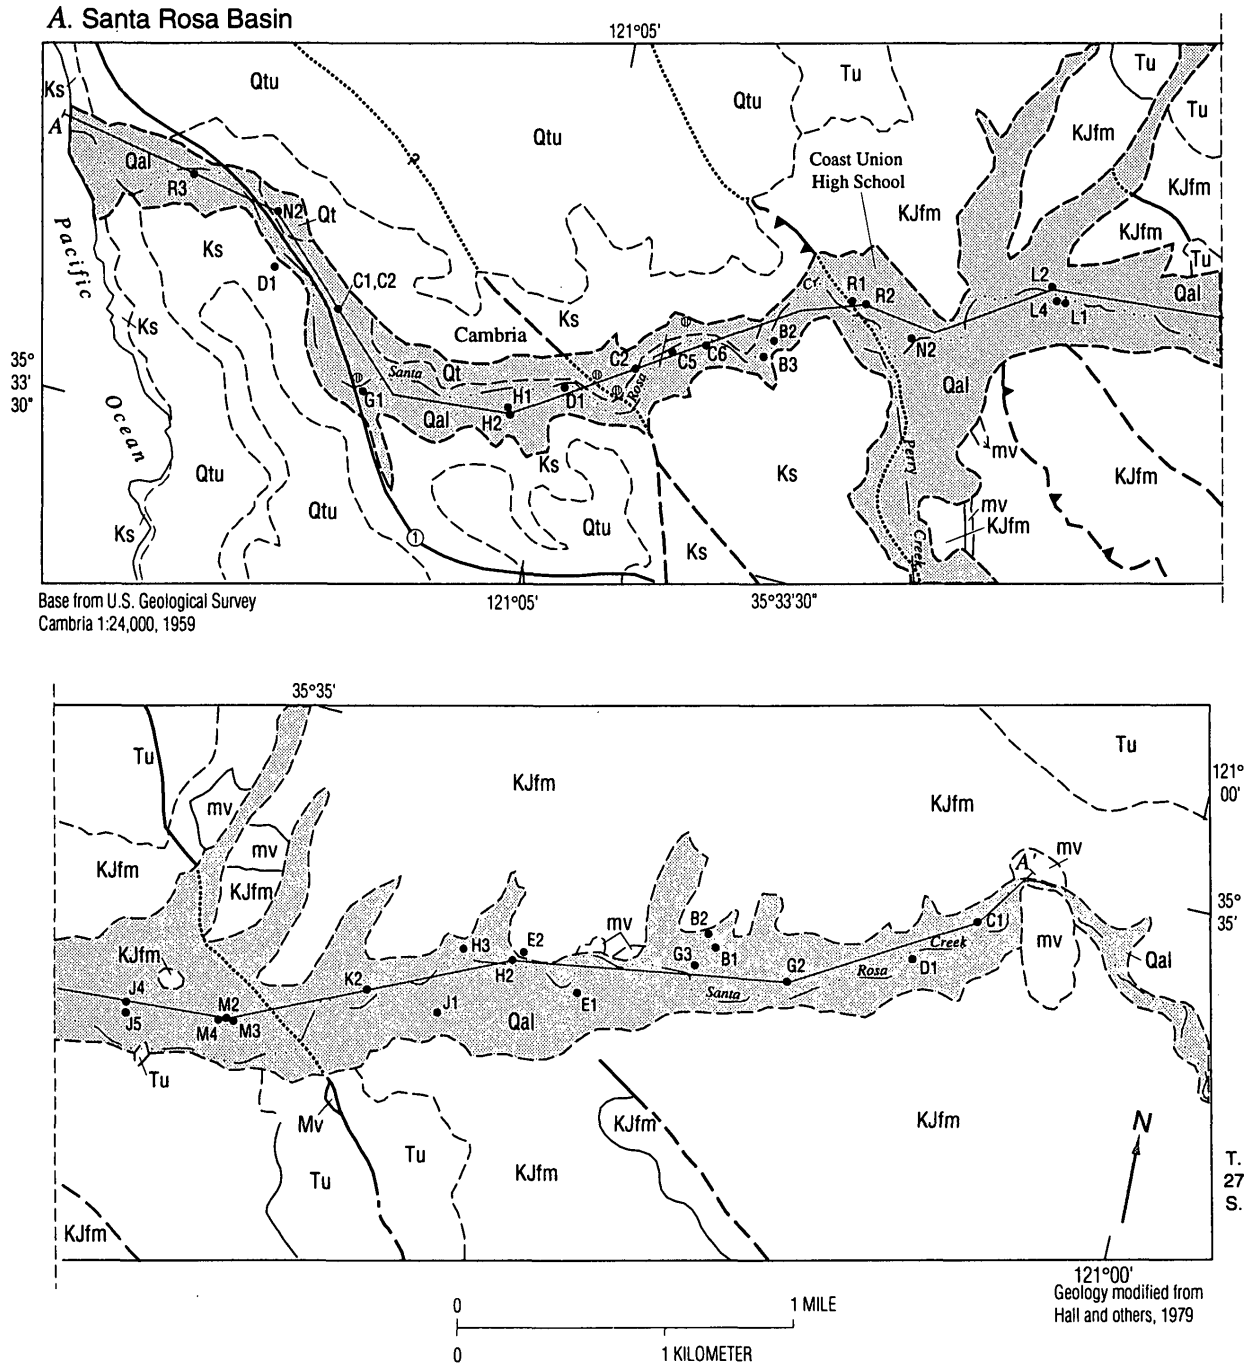 A. Santa Rosa Basin
121°05'
Ks
Qtu
Tu
Tu
Qtu
Qtu
Tu
A
KJfm
Coast Union
High School
Qal
R3
KJfm
KJfm
N2
Qt
KJfm
Ks
Tu
Pacific
D1
C1,C2
Cr
R1
R2
L2
Qal
L4
L1
Ks
Cambria
Ks
B2
N2
C2
C5
C6
B3
35°
33'
30"
Santa
Qt
Rosa
G1
H1
D1
Qal
Qal
H2
Ocean
Perry
mv
Ks
Ks
KJfm
Qtu
Qtu
Qtu
mv
KJfm
Ks
1
Ks
Creek
Base from U.S. Geological Survey
Cambria 1:24,000, 1959
121°05'
35°33'30"
35°35'
Tu
Tu
121°
00'
KJfm
mv
KJfm
mv
mv
A'
KJfm
KJfm
35°
35'
B2
C1
mv
E2
H3
KJfm
mv
B1
Creek
G3
H2
G2
D1
Qal
K2
Rosa
J4
E1
Santa
M2
J1
J5
M4
M3
Qal
Tu
Mv
KJfm
KJfm
N
Tu
Tu
KJfm
T.
27
S.
KJfm
121°00'
0
1 MILE
Geology modified from
Hall and others, 1979
0
1 KILOMETER